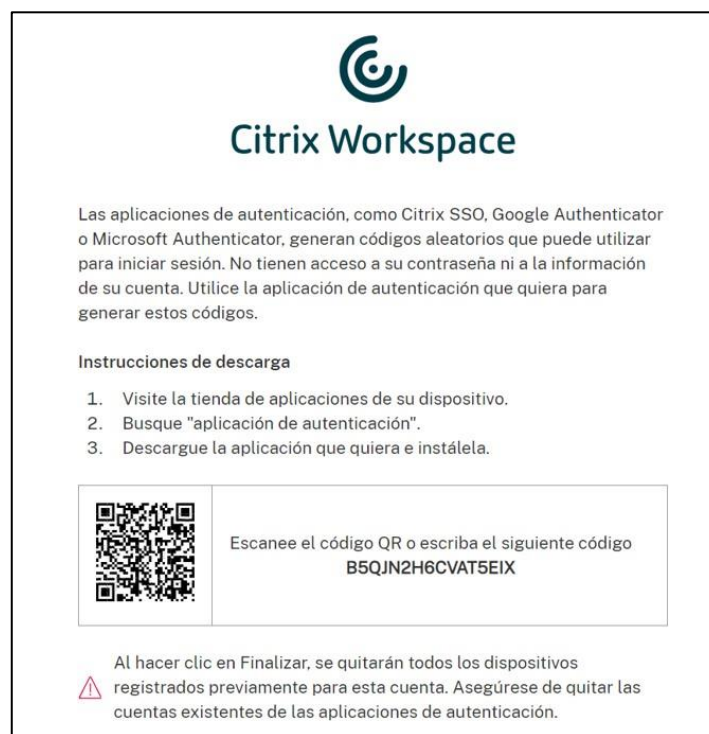 Citrix Workspace
Las aplicaciones de autenticación, como Citrix SSO, Google Authenticator
o Microsoft Authenticator, generan códigos aleatorios que puede utilizar
para iniciar sesión. No tienen acceso a su contraseña ni a la información
de su cuenta. Utilice la aplicación de autenticación que quiera para
generar estos códigos.
Instrucciones de descarga
1. Visite la tienda de aplicaciones de su dispositivo.
2. Busque "aplicación de autenticación".
3. Descargue la aplicación que quiera e instálela.
Escanee el código QR o escriba el siguiente código
B5QJN2H6CVAT5EIX
Al hacer clic en Finalizar, se quitarán todos los dispositivos
registrados previamente para esta cuenta. Asegúrese de quitar las
cuentas existentes de las aplicaciones de autenticación.